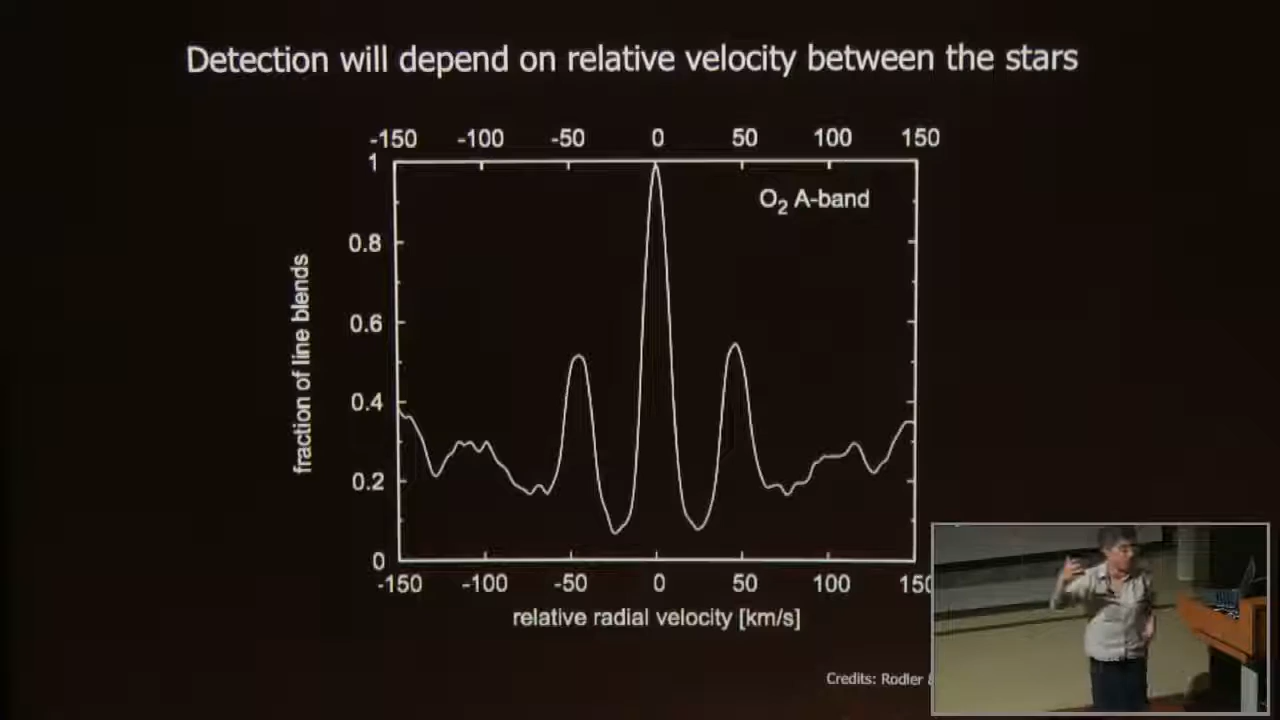 Detection will depend on relative velocity between the stars
-150 -100 -50 0 50 100 150
1
O2 A-band
0.8
0.6
0.4
0.2
0
fraction of line blends
-150 -100 -50 0 50 100 150
relative radial velocity [km/s]
Credits: Rodler